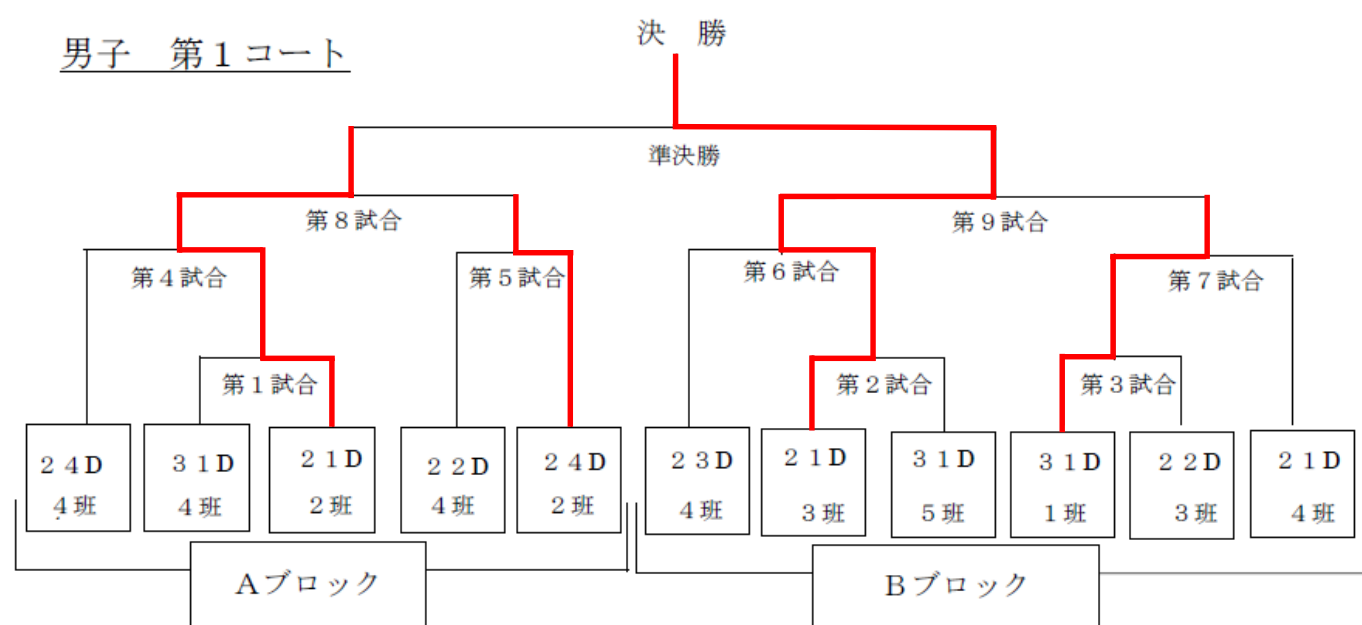 決　勝
男子　第１コート
準決勝
第８試合
第９試合
第４試合
第５試合
第６試合
第７試合
第１試合
第２試合
第３試合
２４D
４班
３１D
４班
２１D
２班
２２D
４班
２４D
２班
２３D
４班
２１D
３班
３１D
５班
３１D
１班
２２D
３班
２１D
４班
Ａブロック
Ｂブロック